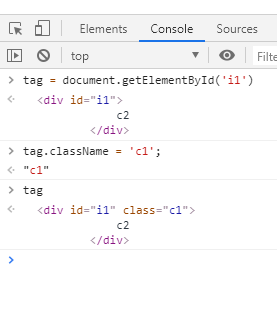 Elements Console Sources
top ▼ Filte
> tag = document.getElementById('i1')
<div id="i1">
c2
</div>
> tag.className = 'c1';
"c1"
> tag
<div id="i1" class="c1">
c2
</div>
>